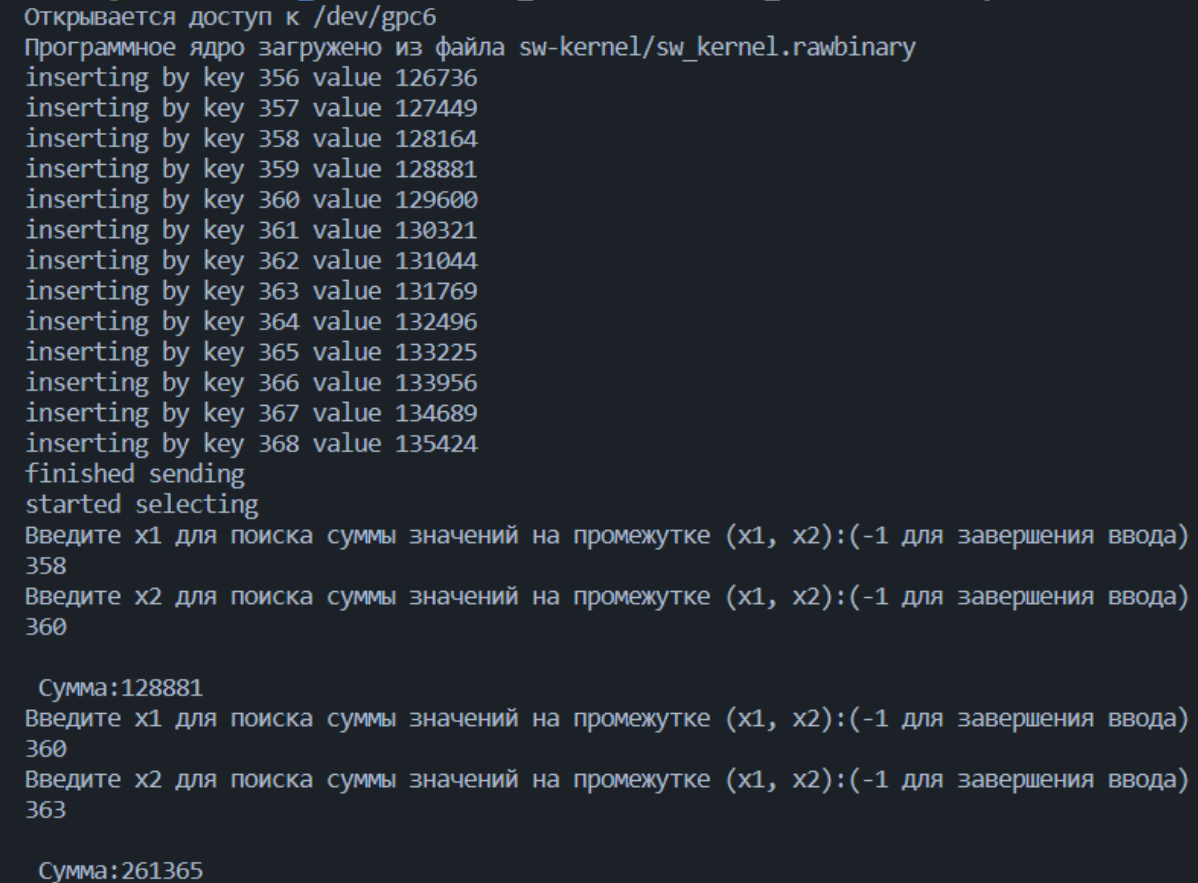 Открывается доступ к /dev/gpc6
Программное ядро загружено из файла sw-kernel/sw_kernel.rawbinary
inserting by key 356 value 126736
inserting by key 357 value 127449
inserting by key 358 value 128164
inserting by key 359 value 128881
inserting by key 360 value 129600
inserting by key 361 value 130321
inserting by key 362 value 131044
inserting by key 363 value 131769
inserting by key 364 value 132496
inserting by key 365 value 133225
inserting by key 366 value 133956
inserting by key 367 value 134689
inserting by key 368 value 135424
finished sending
started selecting
Введите x1 для поиска суммы значений на промежутке (x1, x2):(-1 для завершения ввода)
358
Введите x2 для поиска суммы значений на промежутке (x1, x2):(-1 для завершения ввода)
360
Сумма:128881
Введите x1 для поиска суммы значений на промежутке (x1, x2):(-1 для завершения ввода)
360
Введите x2 для поиска суммы значений на промежутке (x1, x2):(-1 для завершения ввода)
363
Сумма:261365